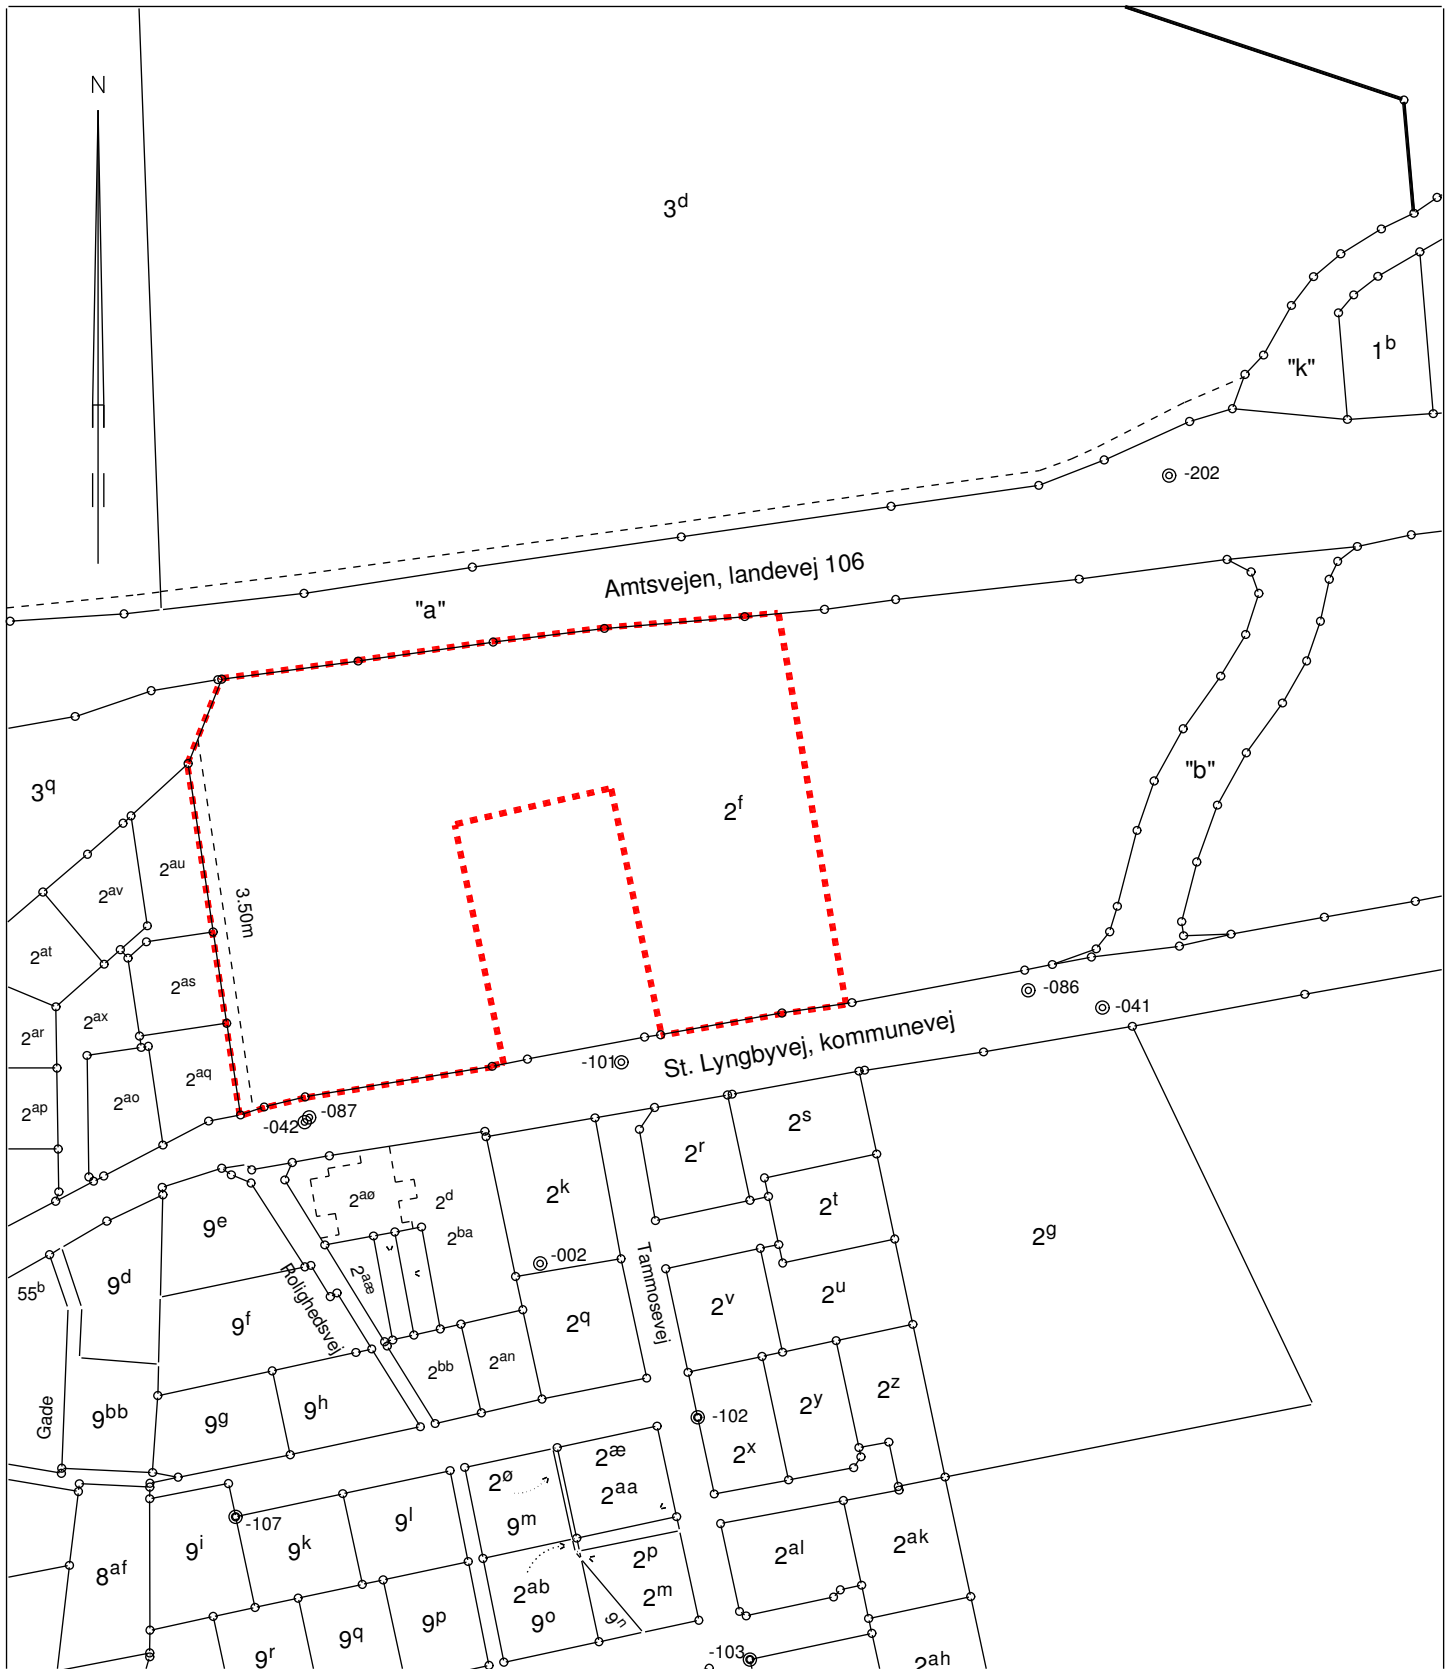 N
3d
"k"
1b
-202
Amtsvejen, landevej 106
"a"
3q
2f
"b"
2au
2av
3.50m
2at
2as
2ax
2ar
2aq
2ao
2ap
-086
-041
St. Lyngbyvej, kommunevej
-101
-087
-042
2s
2r
2k
2aø
2d
2t
9e
2ba
2g
-002
Tammosevej
9d
55b
2aæ
Rolighedsvej
2v
2u
9f
2q
2bb
2an
2z
2y
9h
9g
9bb
Gade
-102
2x
2æ
2ø
2aa
9l
9m
-107
9i
9k
2p
2al
2ak
8af
2ab
2m
9n
9o
9p
9q
9r
-103
2ah